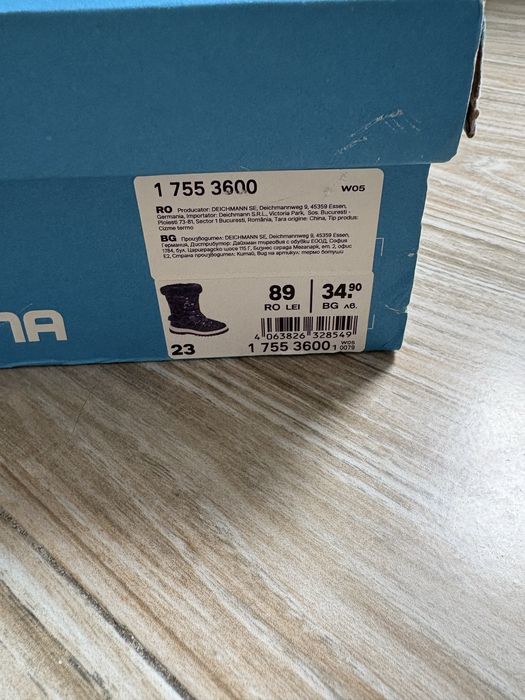 1 755 3600
W05
RO Producator: DEICHMANN SE, Deichmannweg 9, 45359 Essen,
Germania, Importator: Deichmann S.R.L., Victoria Park, Sos. Bucuresti -
Ploiesti 73-81, Sector 1 Bucuresti, România, Tara origine: China, Tip produs:
Cizme termo
BG Производител: DEICHMANN SE, Deichmannweg 9, 45359 Essen,
Германия, Дистрибутор: Дайхман търговия с обувки ЕООД, София
1784, бул. Цариградско шосе 115 Г, Бизнес сграда Мегапарк, ет. 2, офис
E2, Страна производител: Китай, Вид на артикул: термо ботуши
89
RO LEI
34.90
BG лв.
4 063826 328549
23
1 755 3600
W05
1 0079
NA